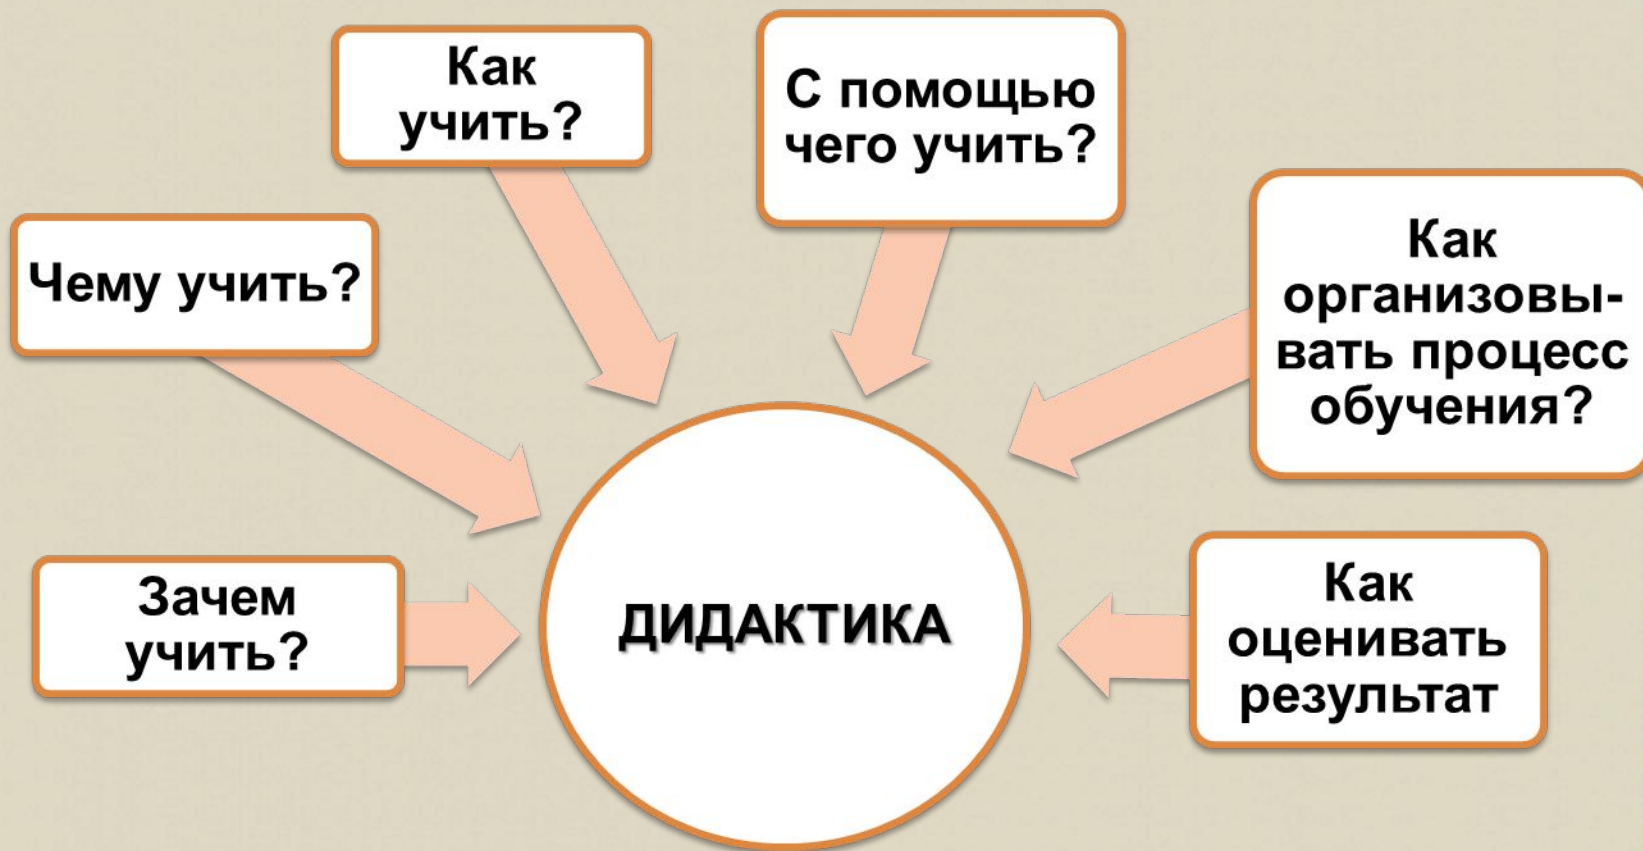 Как
учить?
С помощью
чего учить?
Чему учить?
Как
организовы-
вать процесс
обучения?
Зачем
учить?
ДИДАКТИКА
Как
оценивать
результат